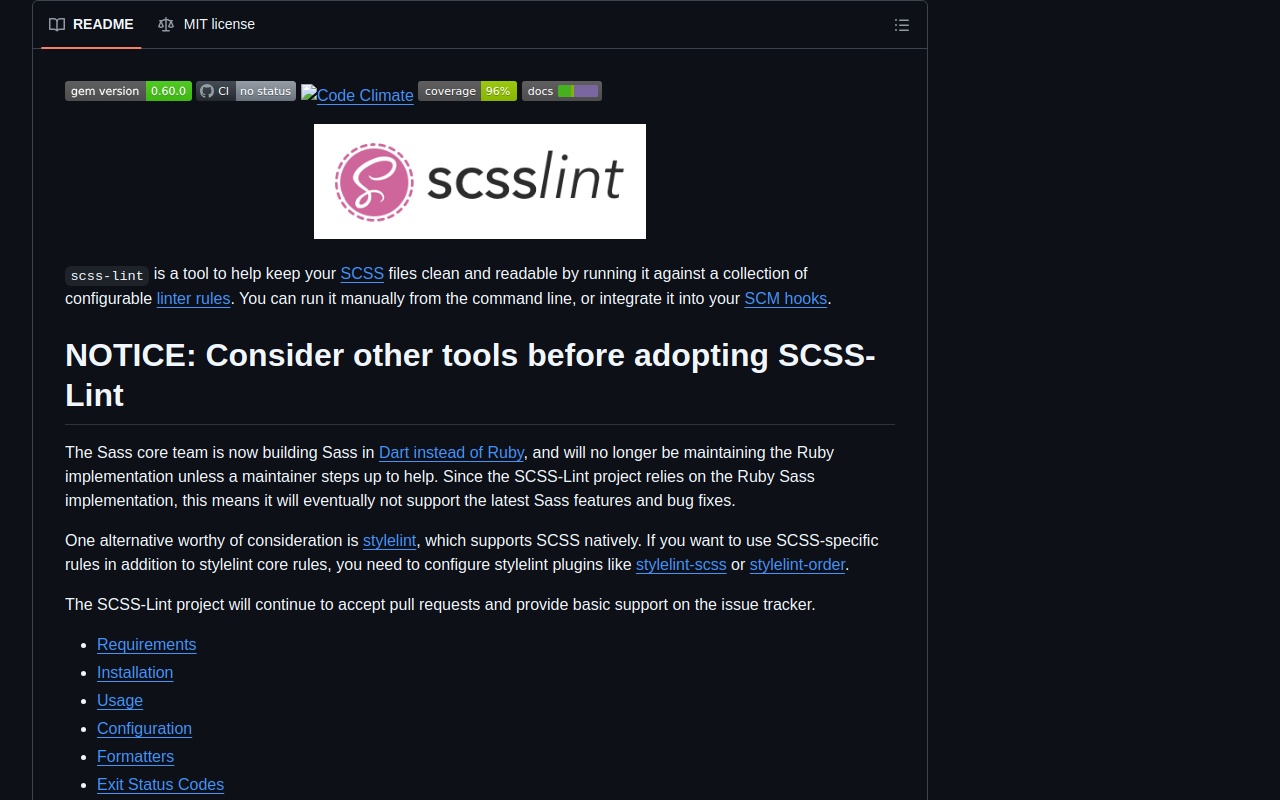 README MIT license
gem version 0.60.0 CI no status Code Climate coverage 96% docs
scsslint
scss-lint is a tool to help keep your SCSS files clean and readable by running it against a collection of
configurable linter rules. You can run it manually from the command line, or integrate it into your SCM hooks.
NOTICE: Consider other tools before adopting SCSS-
Lint
The Sass core team is now building Sass in Dart instead of Ruby, and will no longer be maintaining the Ruby
implementation unless a maintainer steps up to help. Since the SCSS-Lint project relies on the Ruby Sass
implementation, this means it will eventually not support the latest Sass features and bug fixes.
One alternative worthy of consideration is stylelint, which supports SCSS natively. If you want to use SCSS-specific
rules in addition to stylelint core rules, you need to configure stylelint plugins like stylelint-scss or stylelint-order.
The SCSS-Lint project will continue to accept pull requests and provide basic support on the issue tracker.
Requirements
Installation
Usage
Configuration
Formatters
Exit Status Codes